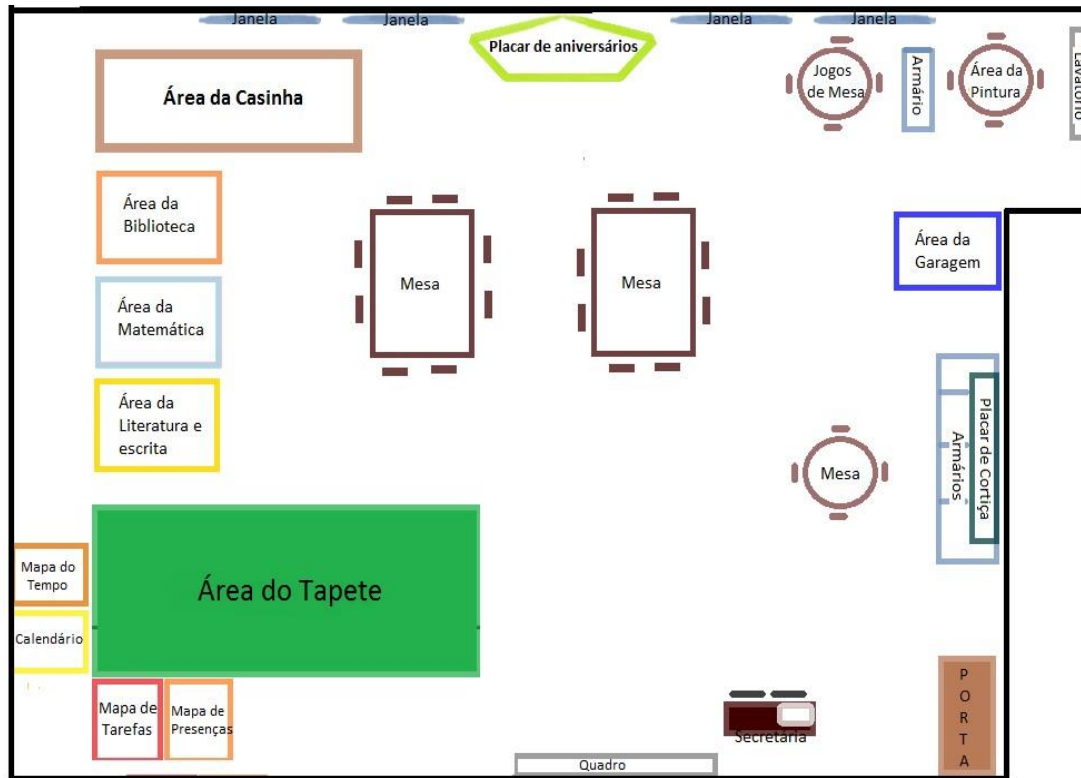 Janela
Janela
Janela
Janela
Placar de aniversários
Jogos
de Mesa
Armário
Área da
Pintura
Lavatório
Área da Casinha
Área da
Biblioteca
Mesa
Mesa
Área da
Garagem
Área da
Matemática
Área da
Literatura e
escrita
Mesa
Armários
Placar de Cortiça
Mapa do
Tempo
Área do Tapete
Calendário
Mapa de
Tarefas
Mapa de
Presenças
Secretária
PORTA
Quadro